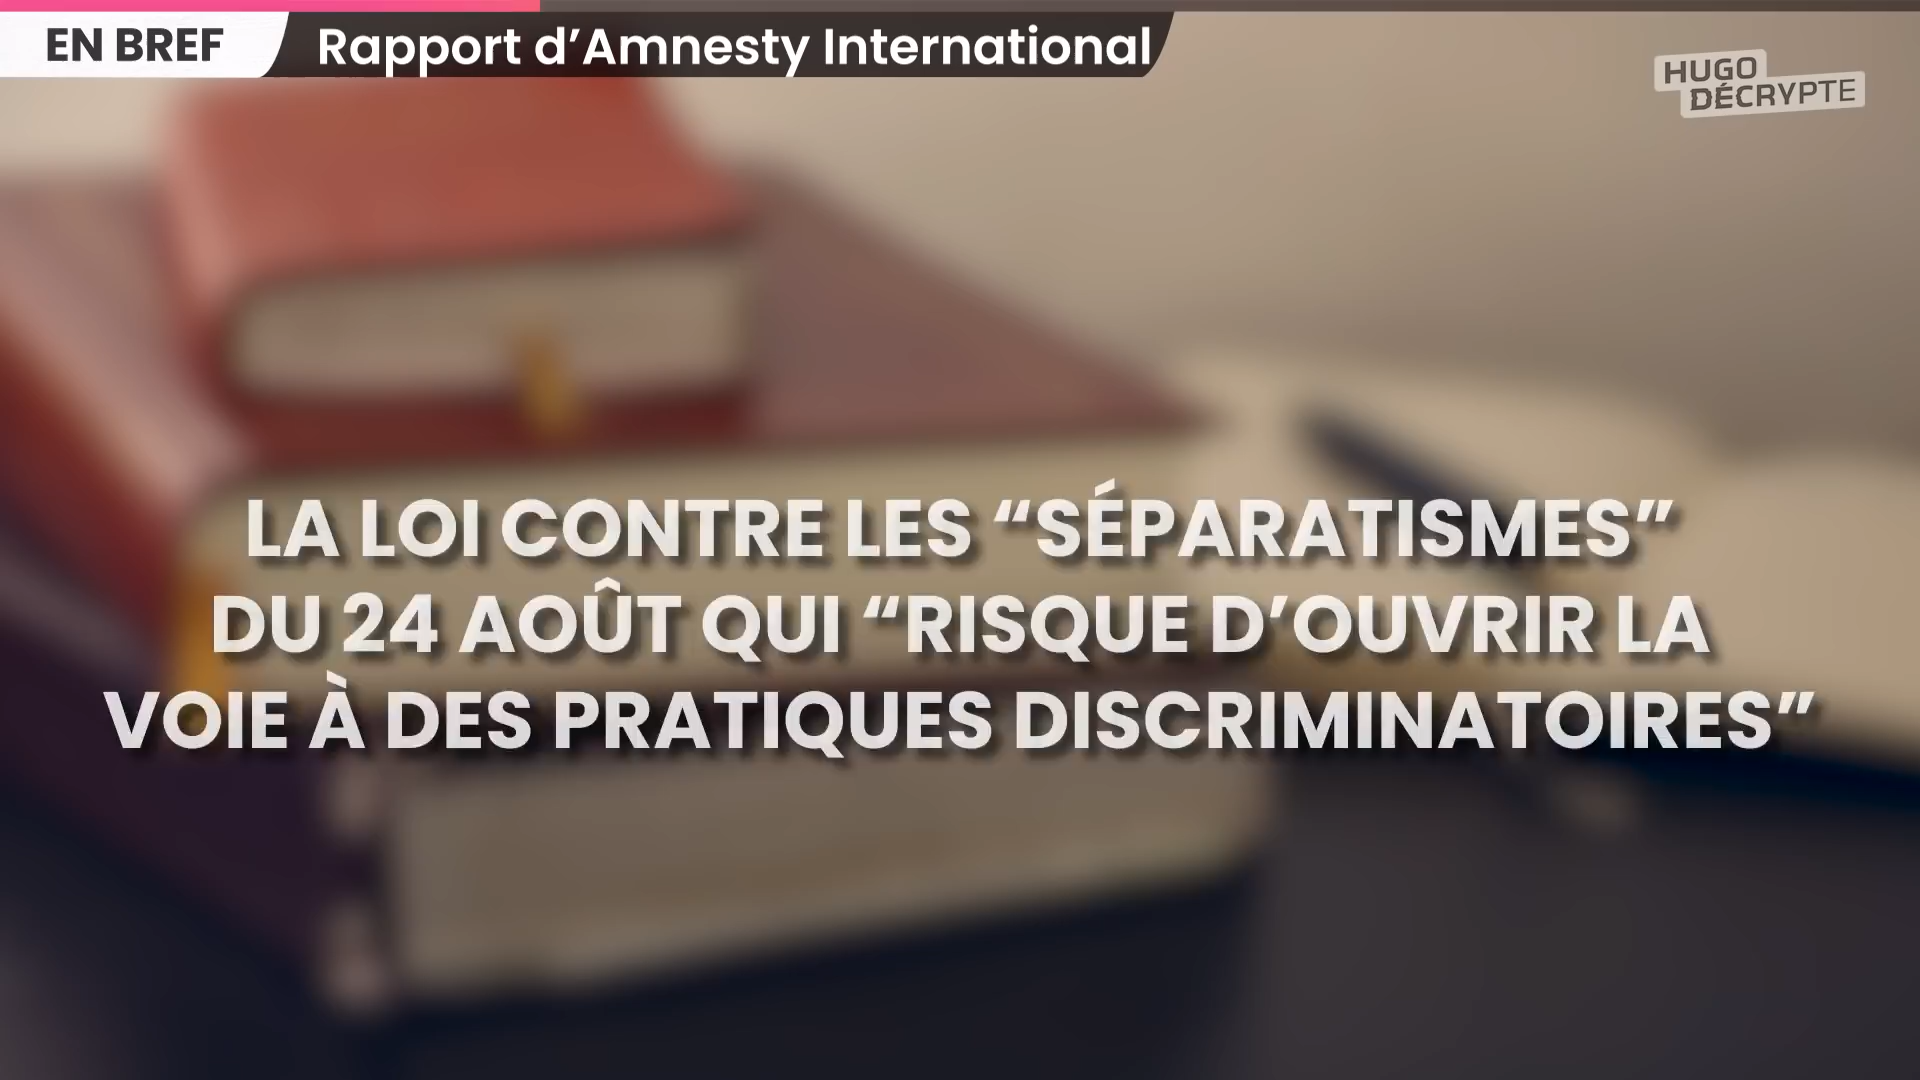 EN BREF
Rapport d’Amnesty International
HUGO
DÉCRYPTE
LA LOI CONTRE LES “SÉPARATISMES”
DU 24 AOÛT QUI “RISQUE D’OUVRIR LA
VOIE À DES PRATIQUES DISCRIMINATOIRES”